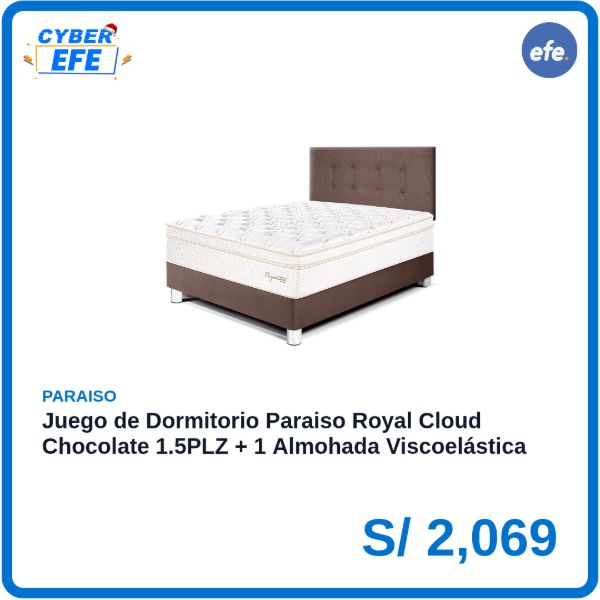 CYBER
EFE
efe.
PARAISO
Juego de Dormitorio Paraiso Royal Cloud
Chocolate 1.5PLZ + 1 Almohada Viscoelástica
S/ 2,069